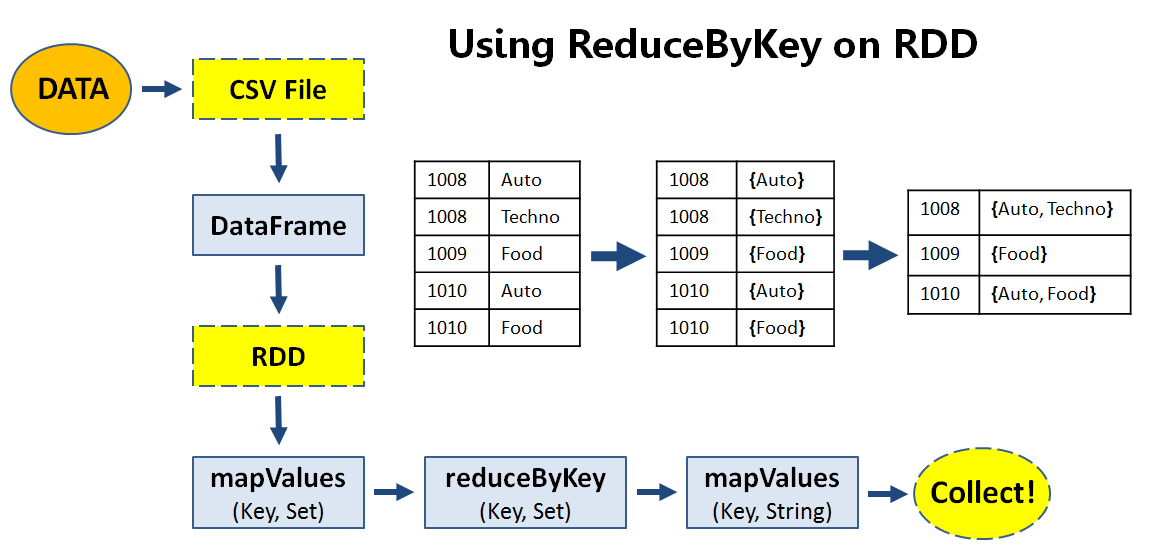 Using ReduceByKey on RDD
DATA
CSV File
DataFrame
RDD
1008 Auto
1008 Techno
1009 Food
1010 Auto
1010 Food
1008 {Auto}
1008 {Techno}
1009 {Food}
1010 {Auto}
1010 {Food}
1008 {Auto, Techno}
1009 {Food}
1010 {Auto, Food}
mapValues
(Key, Set)
reduceByKey
(Key, Set)
mapValues
(Key, String)
Collect!